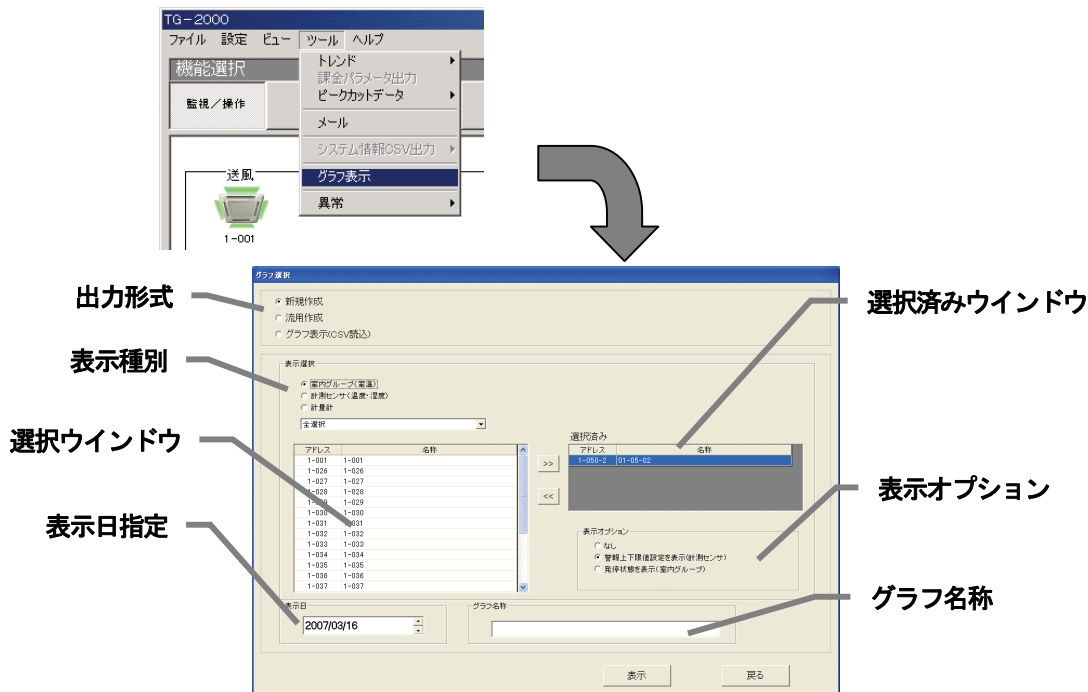 TG-2000
ファイル 設定 ビュー ツール ヘルプ
機能選択
監視/操作
トレンド
課金パラメータ出力
ピークカットデータ
メール
システム情報CSV出力
グラフ表示
異常
送風
1-001
グラフ選択
出力形式
新規作成
流用作成
グラフ表示(CSV読込)
選択済みウインドウ
表示種別
表示選択
室内グループ(室温)
計測センサ(温度・湿度)
計量計
全選択
選択ウインドウ
アドレス 名称
1-001 1-001
1-026 1-026
1-027 1-027
1-028 1-028
1-029 1-029
1-030 1-030
1-031 1-031
1-032 1-032
1-033 1-033
1-034 1-034
1-035 1-035
1-036 1-036
1-037 1-037
>>
<<
選択済み
アドレス 名称
1-050-2 01-05-02
表示オプション
表示オプション
なし
警報上下限値設定を表示(計測センサ)
発停状態を表示(室内グループ)
表示日指定
表示日
2007/03/16
グラフ名称
グラフ名称
表示 戻る